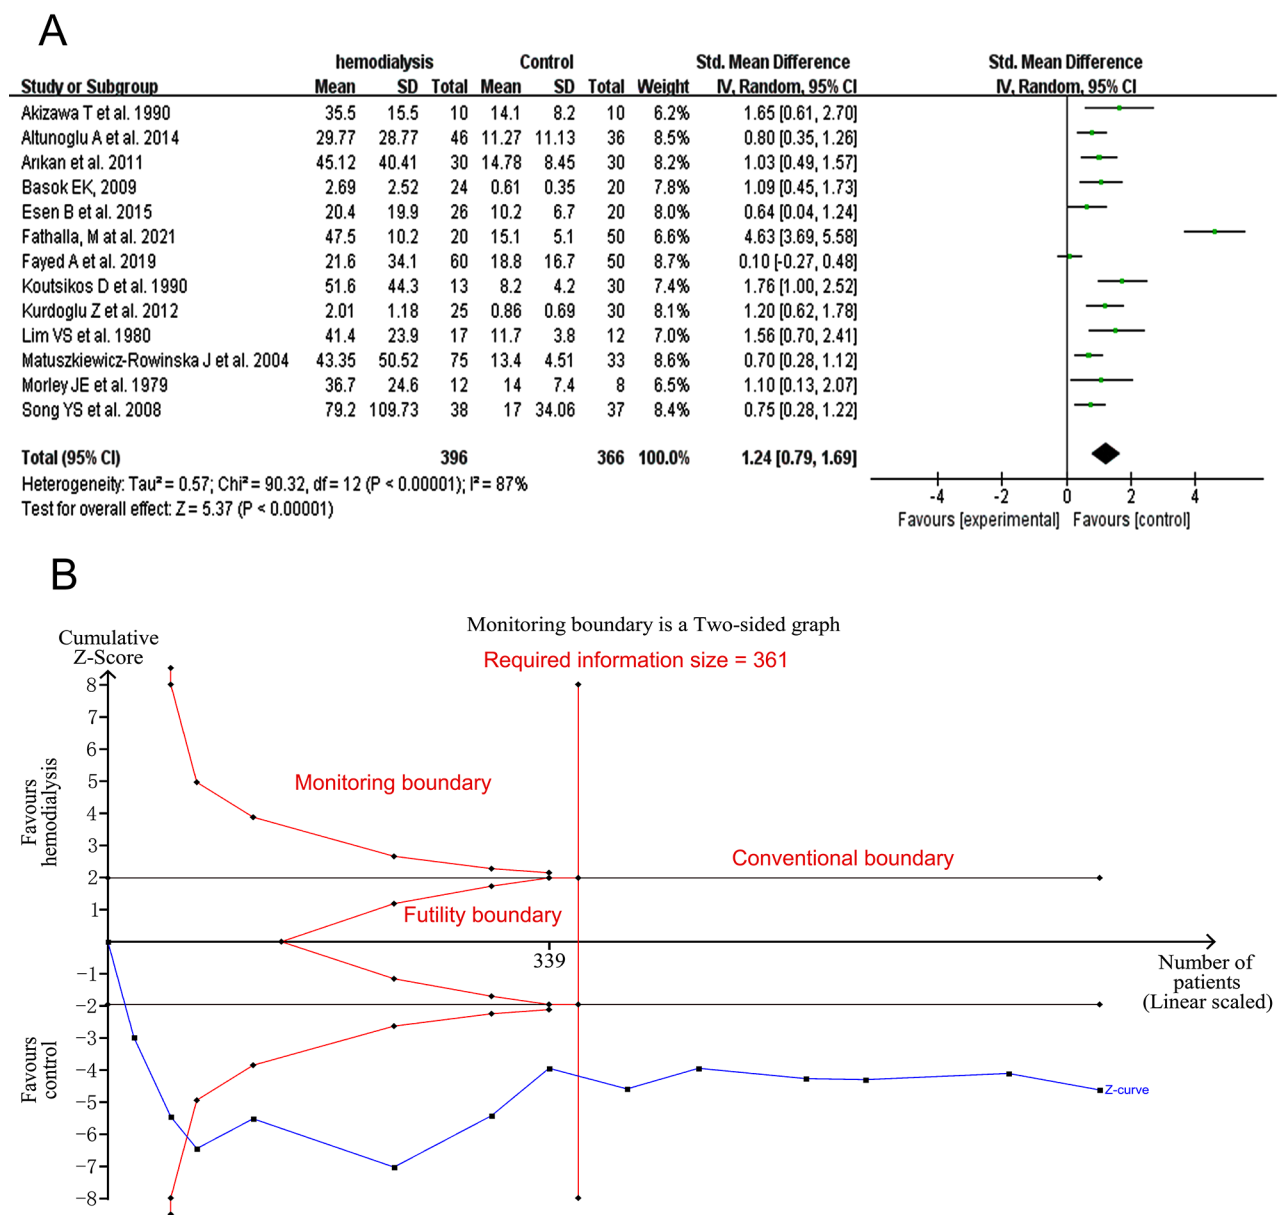 A
hemodialysis Control Std. Mean Difference Std. Mean Difference
Study or Subgroup Mean SD Total Mean SD Total Weight IV, Random, 95% CI IV, Random, 95% CI
Akizawa T et al. 1990 35.5 15.5 10 14.1 8.2 10 6.2% 1.65 [0.61, 2.70]
Altunoglu A et al. 2014 29.77 28.77 46 11.27 11.13 36 8.5% 0.80 [0.35, 1.26]
Arıkan et al. 2011 45.12 40.41 30 14.78 8.45 30 8.2% 1.03 [0.49, 1.57]
Basok EK, 2009 2.69 2.52 24 0.61 0.35 20 7.8% 1.09 [0.45, 1.73]
Esen B et al. 2015 20.4 19.9 26 10.2 6.7 20 8.0% 0.64 [0.04, 1.24]
Fathalla, M at al. 2021 47.5 10.2 20 15.1 5.1 50 6.6% 4.63 [3.69, 5.58]
Fayed A et al. 2019 21.6 34.1 60 18.8 16.7 50 8.7% 0.10 [-0.27, 0.48]
Koutsikos D et al. 1990 51.6 44.3 13 8.2 4.2 30 7.4% 1.76 [1.00, 2.52]
Kurdoglu Z et al. 2012 2.01 1.18 25 0.86 0.69 30 8.1% 1.20 [0.62, 1.78]
Lim VS et al. 1980 41.4 23.9 17 11.7 3.8 12 7.0% 1.56 [0.70, 2.41]
Matuszkiewicz-Rowinska J et al. 2004 43.35 50.52 75 13.4 4.51 33 8.6% 0.70 [0.28, 1.12]
Morley JE et al. 1979 36.7 24.6 12 14 7.4 8 6.5% 1.10 [0.13, 2.07]
Song YS et al. 2008 79.2 109.73 38 17 34.06 37 8.4% 0.75 [0.28, 1.22]
Total (95% CI) 396 366 100.0% 1.24 [0.79, 1.69]
Heterogeneity: Tau² = 0.57; Chi² = 90.32, df = 12 (P < 0.00001); I² = 87%
Test for overall effect: Z = 5.37 (P < 0.00001)
-4 -2 0 2 4
Favours [experimental] Favours [control]
B
Monitoring boundary is a Two-sided graph
Required information size = 361
Cumulative
Z-Score
8
7
6
5
4
3
2
1
−1
−2
−3
−4
−5
−6
−7
−8
Favours
hemodialysis
Favours
control
Monitoring boundary
Conventional boundary
Futility boundary
339
Number of
patients
(Linear scaled)
Z-curve